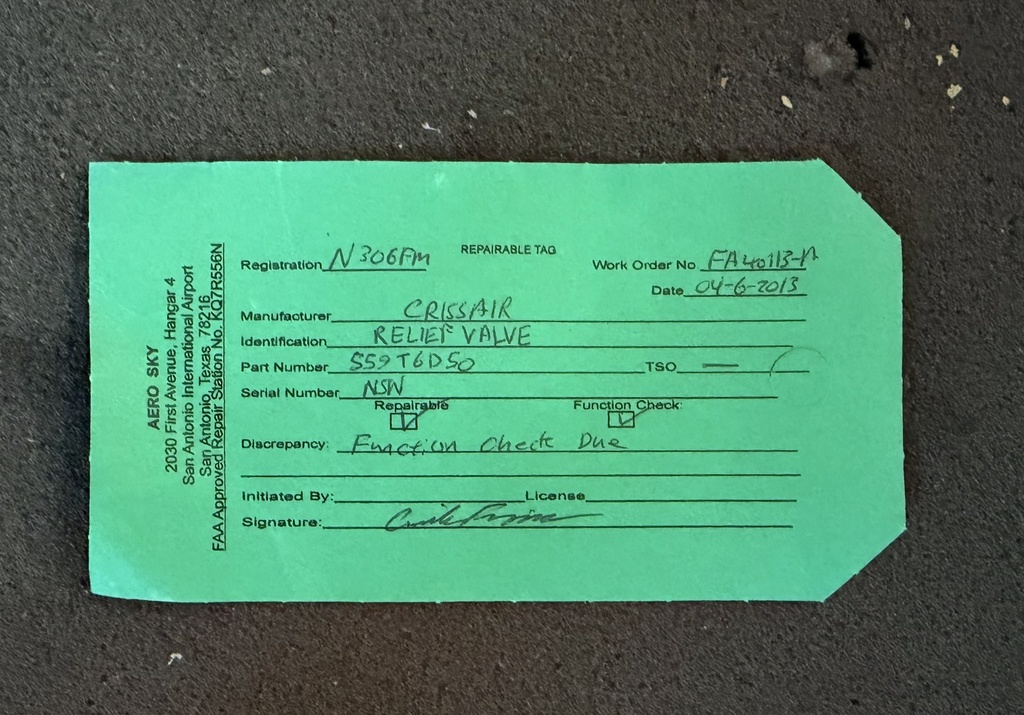 AERO SKY
2030 First Avenue, Hangar 4
San Antonio International Airport
San Antonio, Texas 78216
FAA Approved Repair Station No. KQ7R556N
REPAIRABLE TAG
Registration N306FM Work Order No. FA40113-A
Date 04-6-2013
Manufacturer CRISSAIR
Identification RELIEF VALVE
Part Number S59T6D50 TSO —
Serial Number NSN
Repairable Function Check:
Discrepancy: Function Check Due
Initiated By: License
Signature: